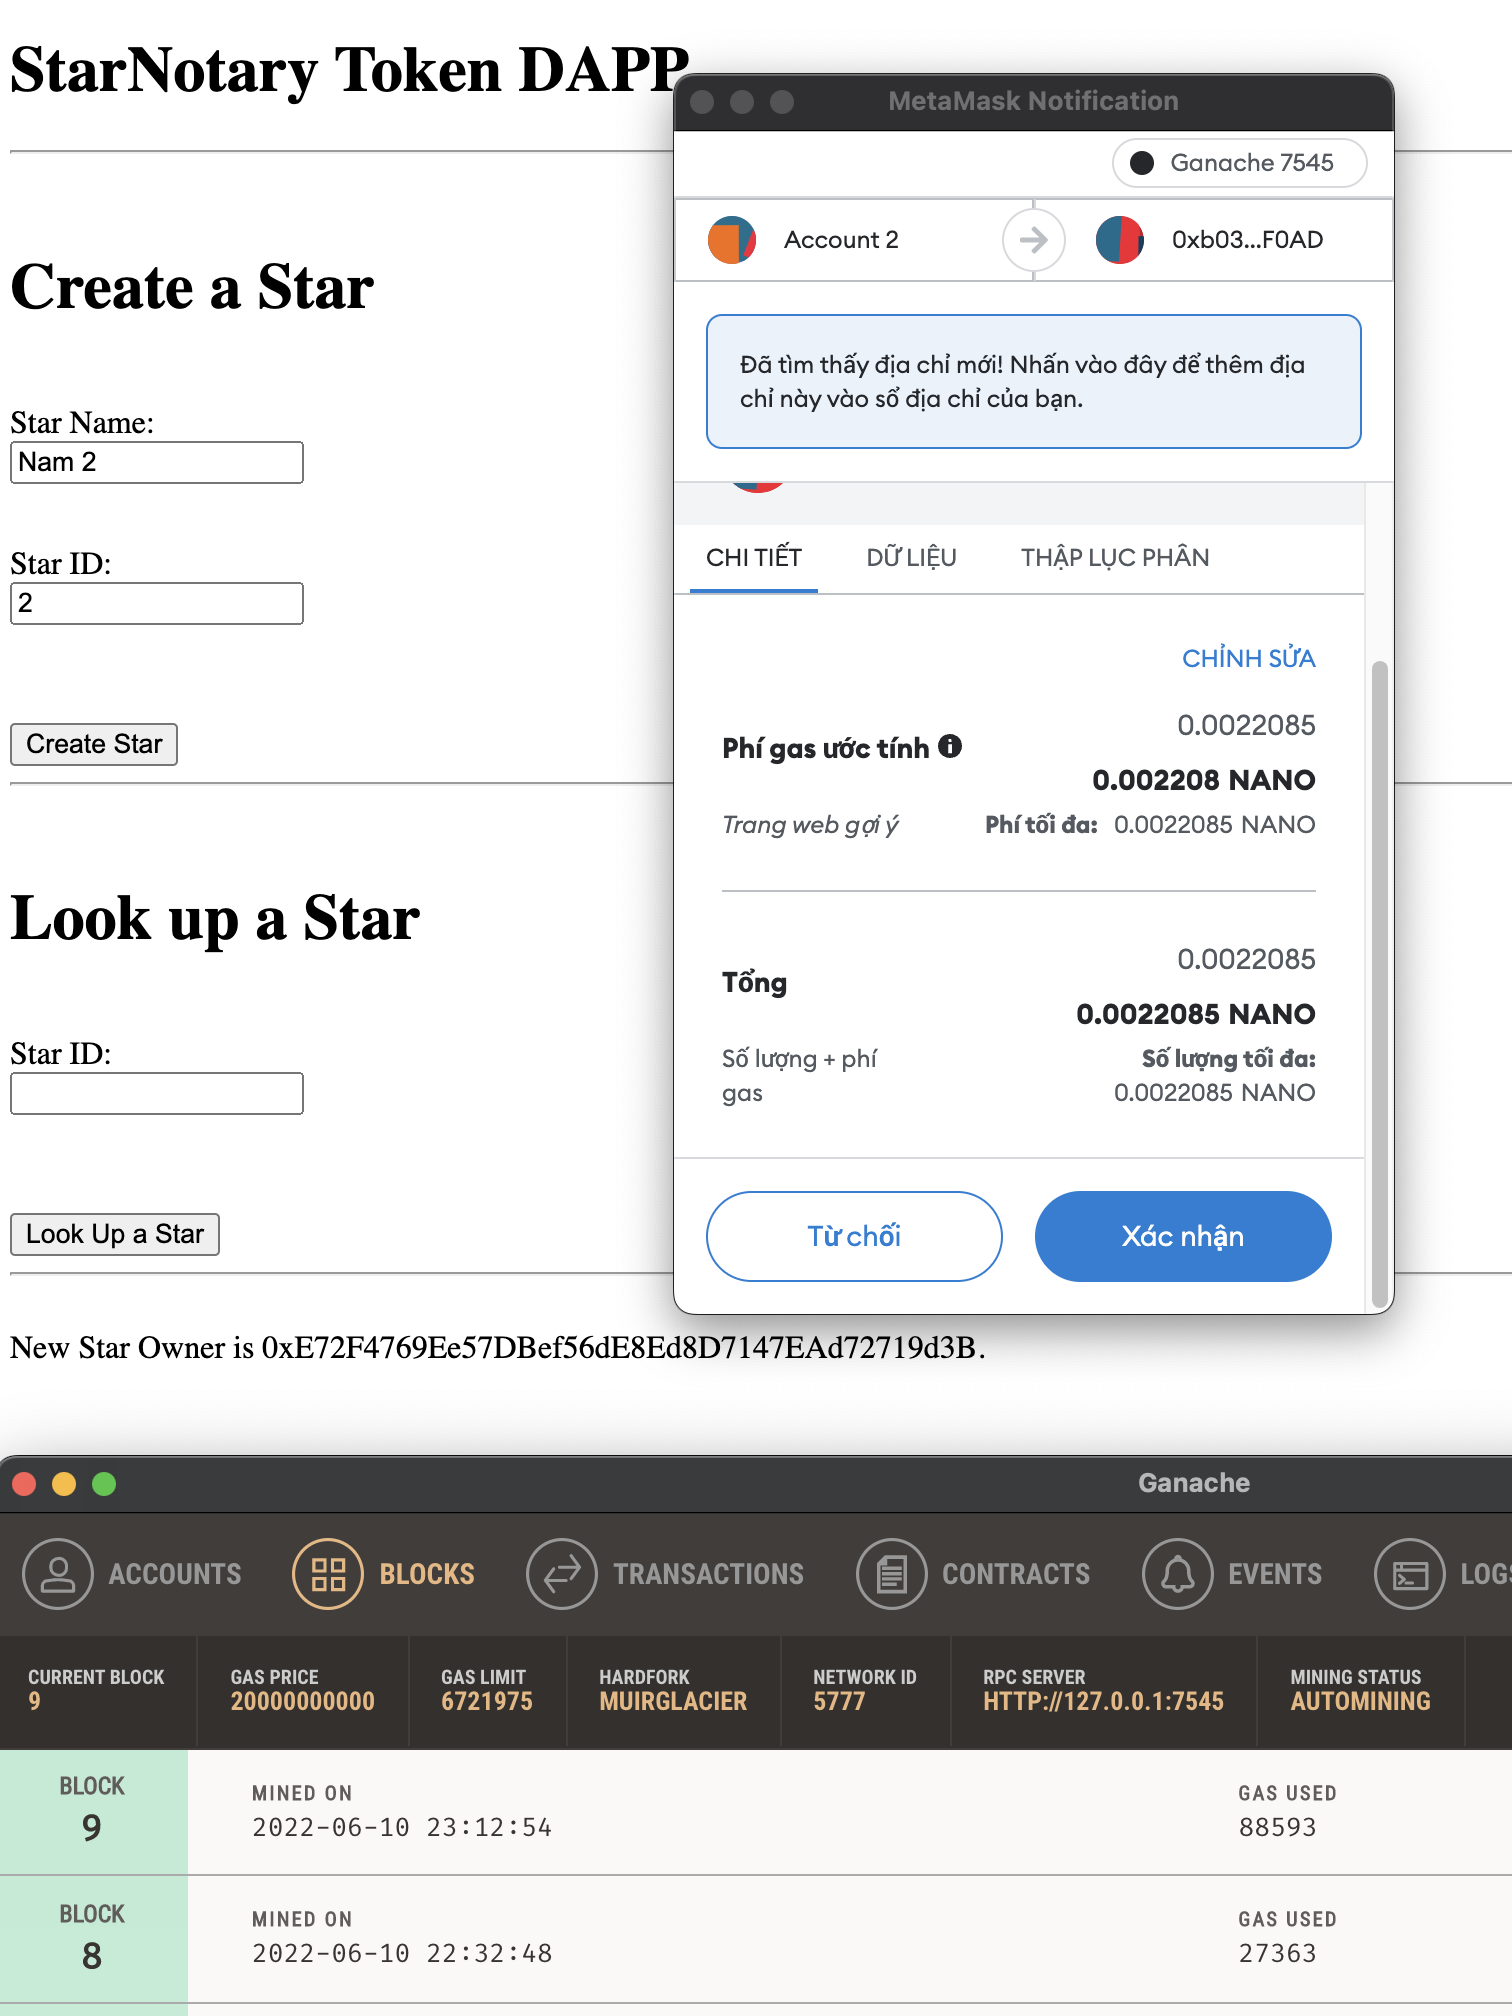 StarNotary Token DAPP
Create a Star
Star Name:
Nam 2
Star ID:
2
Create Star
Look up a Star
Star ID:
Look Up a Star
New Star Owner is 0xE72F4769Ee57DBef56dE8Ed8D7147EAd72719d3B.
MetaMask Notification
Ganache 7545
Account 2
0xb03...F0AD
Đã tìm thấy địa chỉ mới! Nhấn vào đây để thêm địa
chỉ này vào sổ địa chỉ của bạn.
CHI TIẾT DỮ LIỆU THẬP LỤC PHÂN
CHỈNH SỬA
Phí gas ước tính
0.0022085
0.002208 NANO
Trang web gợi ý
Phí tối đa: 0.0022085 NANO
Tổng
0.0022085
0.0022085 NANO
Số lượng + phí
gas
Số lượng tối đa:
0.0022085 NANO
Từ chối
Xác nhận
Ganache
ACCOUNTS BLOCKS TRANSACTIONS CONTRACTS EVENTS LOGS
CURRENT BLOCK
9
GAS PRICE
20000000000
GAS LIMIT
6721975
HARDFORK
MUIRGLACIER
NETWORK ID
5777
RPC SERVER
HTTP://127.0.0.1:7545
MINING STATUS
AUTOMINING
BLOCK
9
MINED ON
2022-06-10 23:12:54
GAS USED
88593
BLOCK
8
MINED ON
2022-06-10 22:32:48
GAS USED
27363